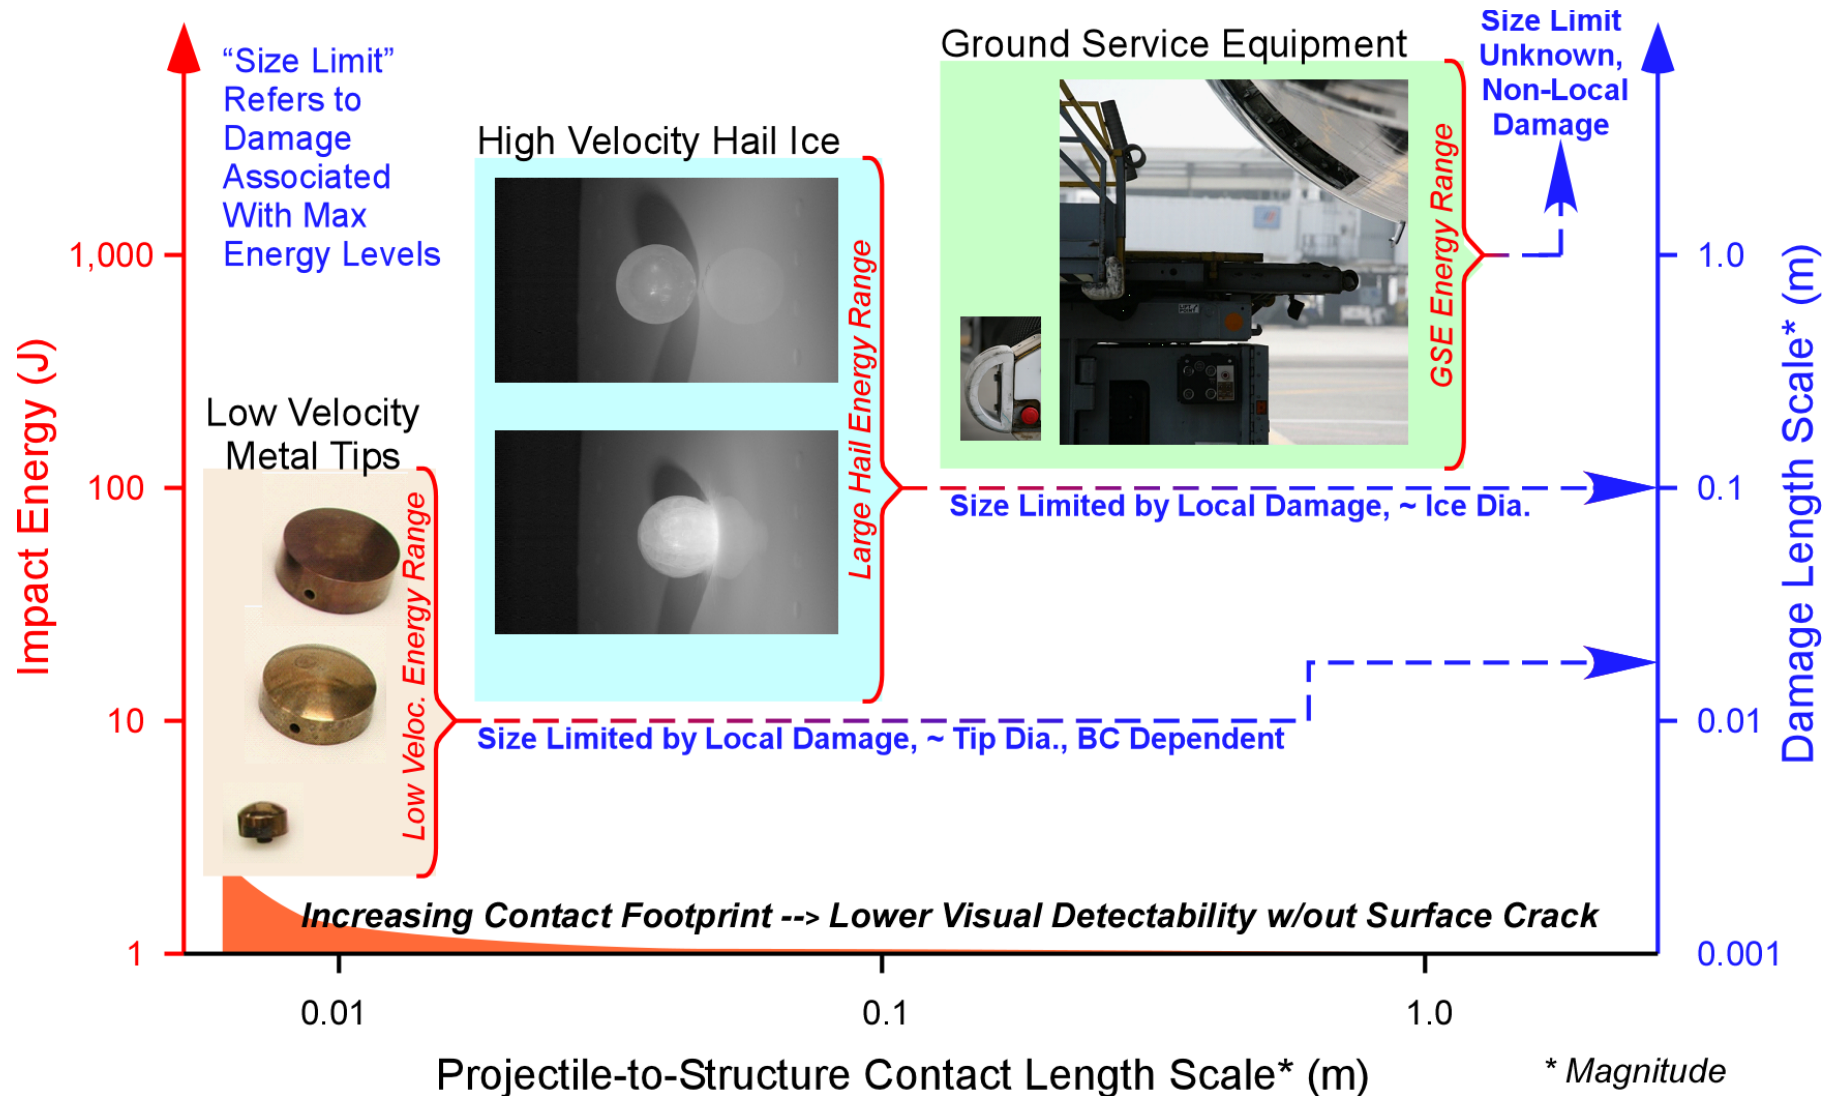 “Size Limit”
Refers to
Damage
Associated
With Max
Energy Levels
Low Velocity
Metal Tips
High Velocity Hail Ice
Ground Service Equipment
Size Limit
Unknown,
Non-Local
Damage
Low Veloc. Energy Range
Large Hail Energy Range
GSE Energy Range
Size Limited by Local Damage, ~ Ice Dia.
Size Limited by Local Damage, ~ Tip Dia., BC Dependent
Increasing Contact Footprint --> Lower Visual Detectability w/out Surface Crack
Impact Energy (J)
1,000
100
10
1
Damage Length Scale* (m)
1.0
0.1
0.01
0.001
0.01
0.1
1.0
Projectile-to-Structure Contact Length Scale* (m)
* Magnitude